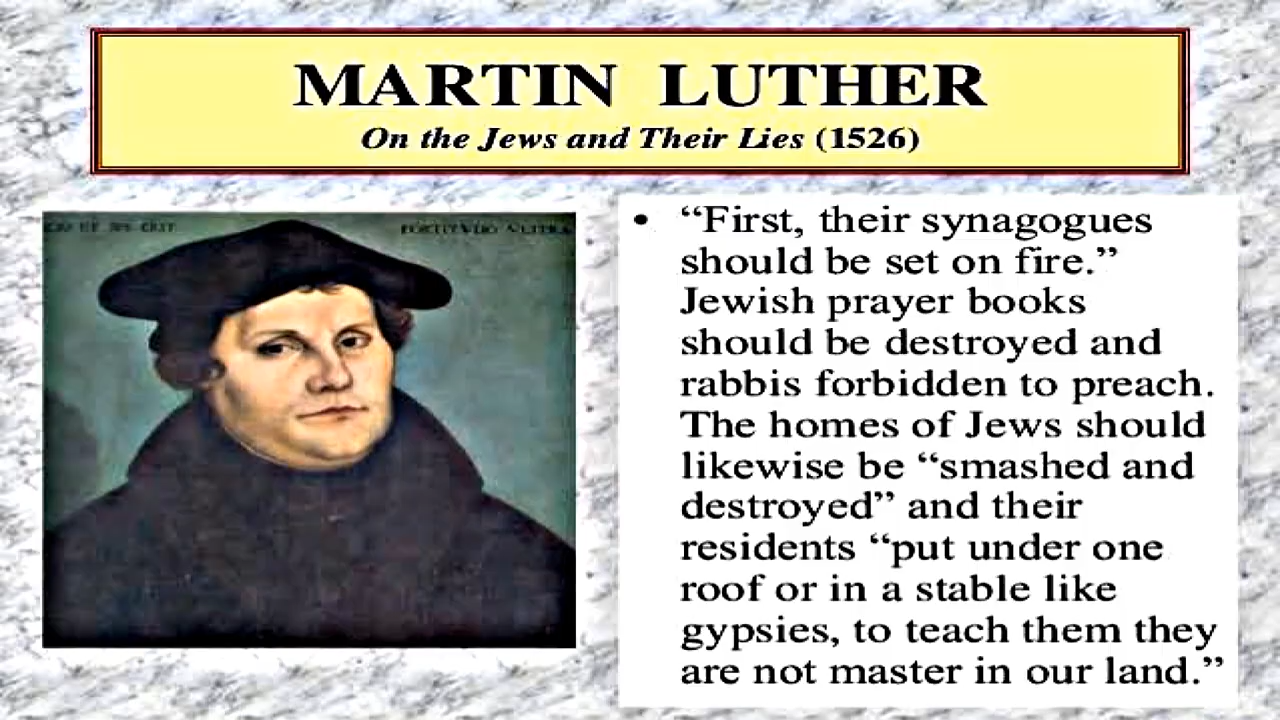 MARTIN LUTHER
On the Jews and Their Lies (1526)
• “First, their synagogues
should be set on fire.”
Jewish prayer books
should be destroyed and
rabbis forbidden to preach.
The homes of Jews should
likewise be “smashed and
destroyed” and their
residents “put under one
roof or in a stable like
gypsies, to teach them they
are not master in our land.”